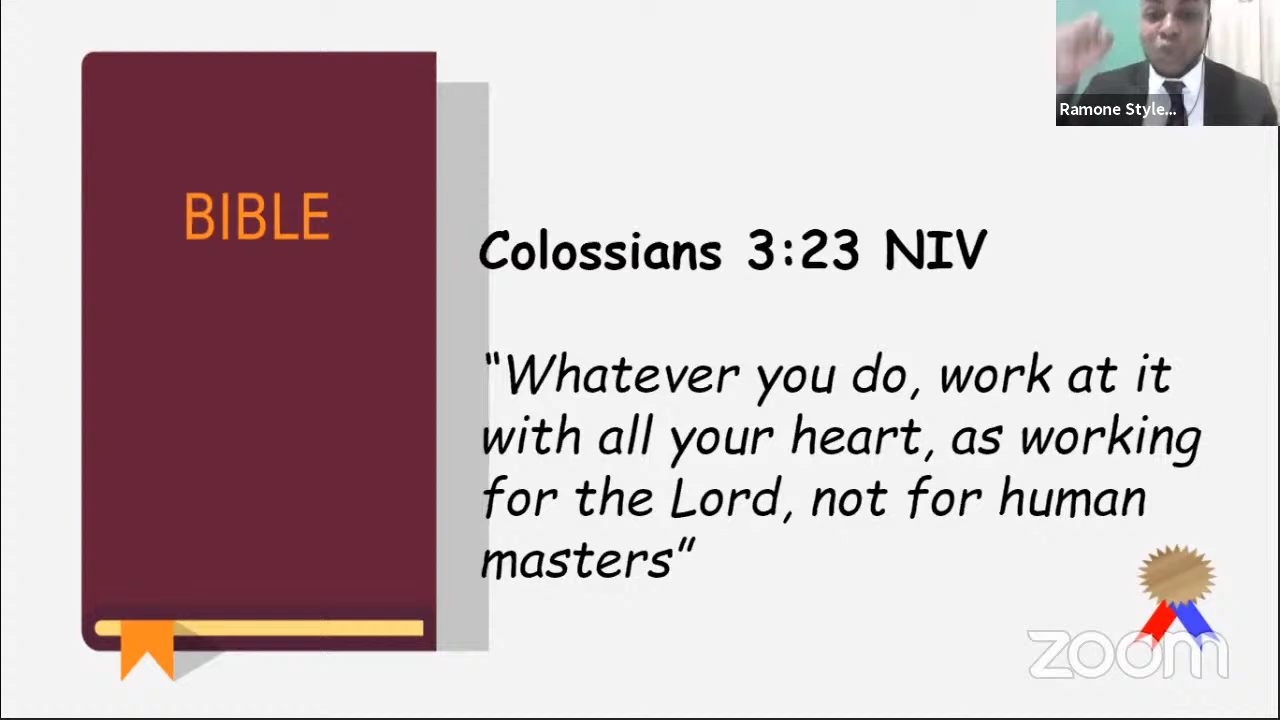 Ramone Style...
BIBLE
Colossians 3:23 NIV
“Whatever you do, work at it
with all your heart, as working
for the Lord, not for human
masters”
zoom